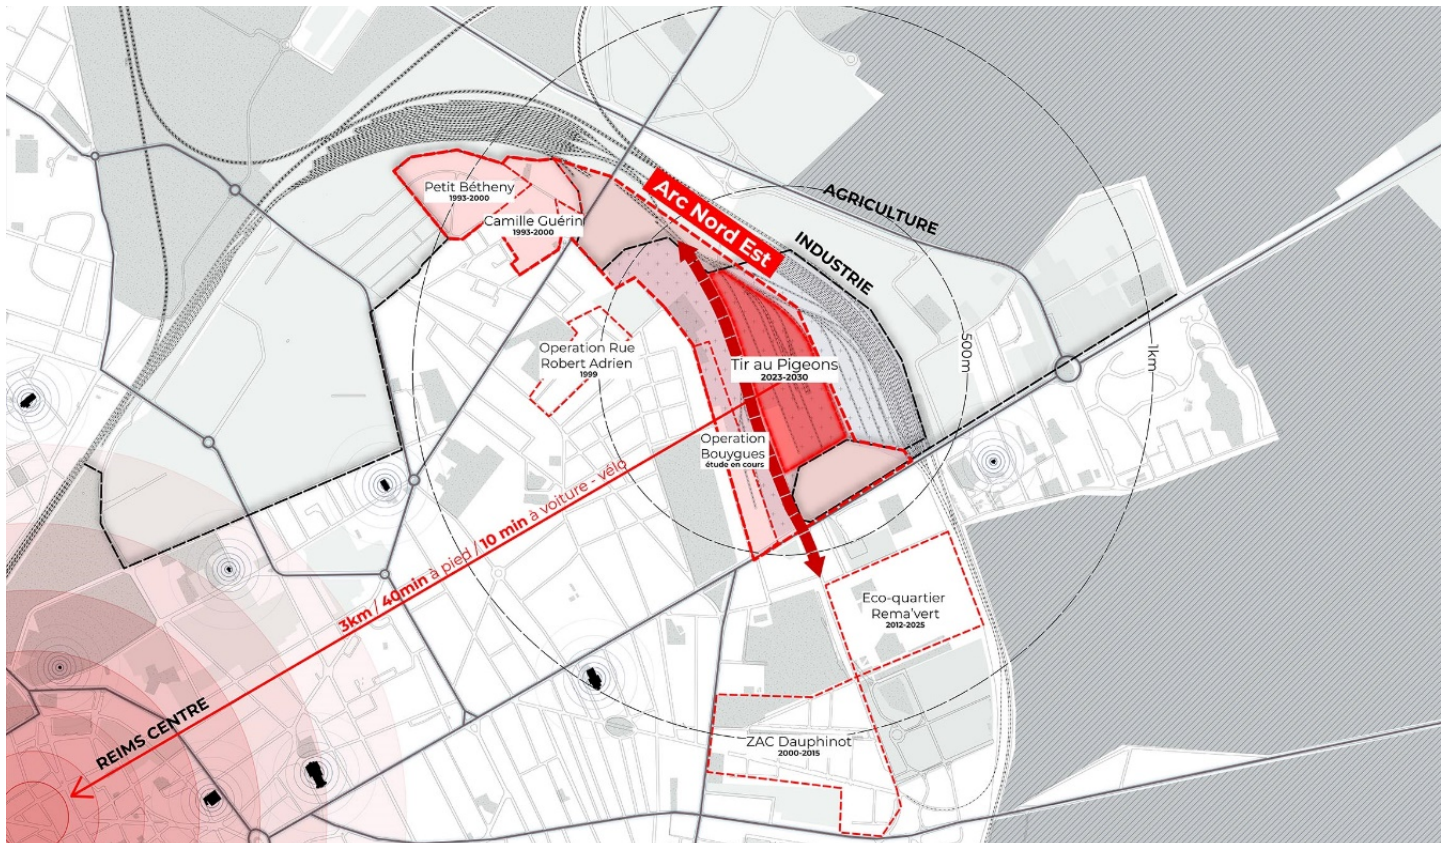 Petit Bétheny
1993-2000
Camille Guérin
1993-2000
Arc Nord Est
AGRICULTURE
INDUSTRIE
Operation Rue
Robert Adrien
1999
Tir au Pigeons
2023-2030
500m
1km
Operation
Bouygues
étude en cours
3km / 40min à pied / 10 min à voiture - vélo
REIMS CENTRE
Eco-quartier
Rema'vert
2012-2025
ZAC Dauphinot
2000-2015